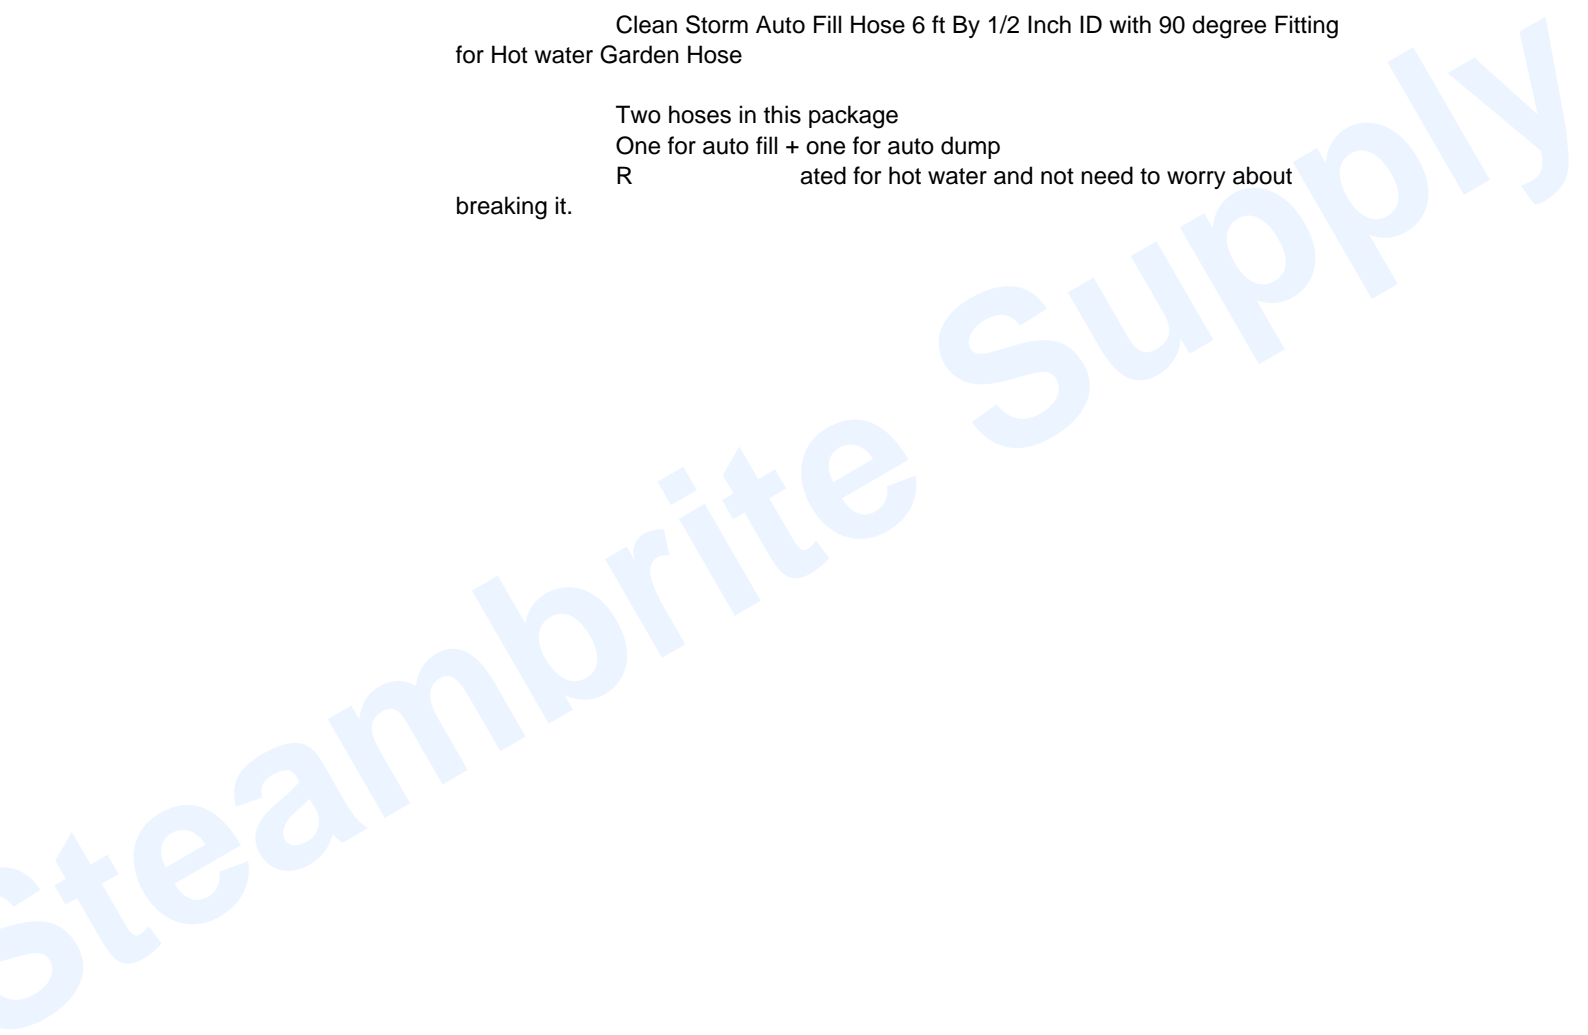 Clean Storm Auto Fill Hose 6 ft By 1/2 Inch ID with 90 degree Fitting
for Hot water Garden Hose
Two hoses in this package
One for auto fill + one for auto dump
R ated for hot water and not need to worry about
breaking it.
Steambrite Supply